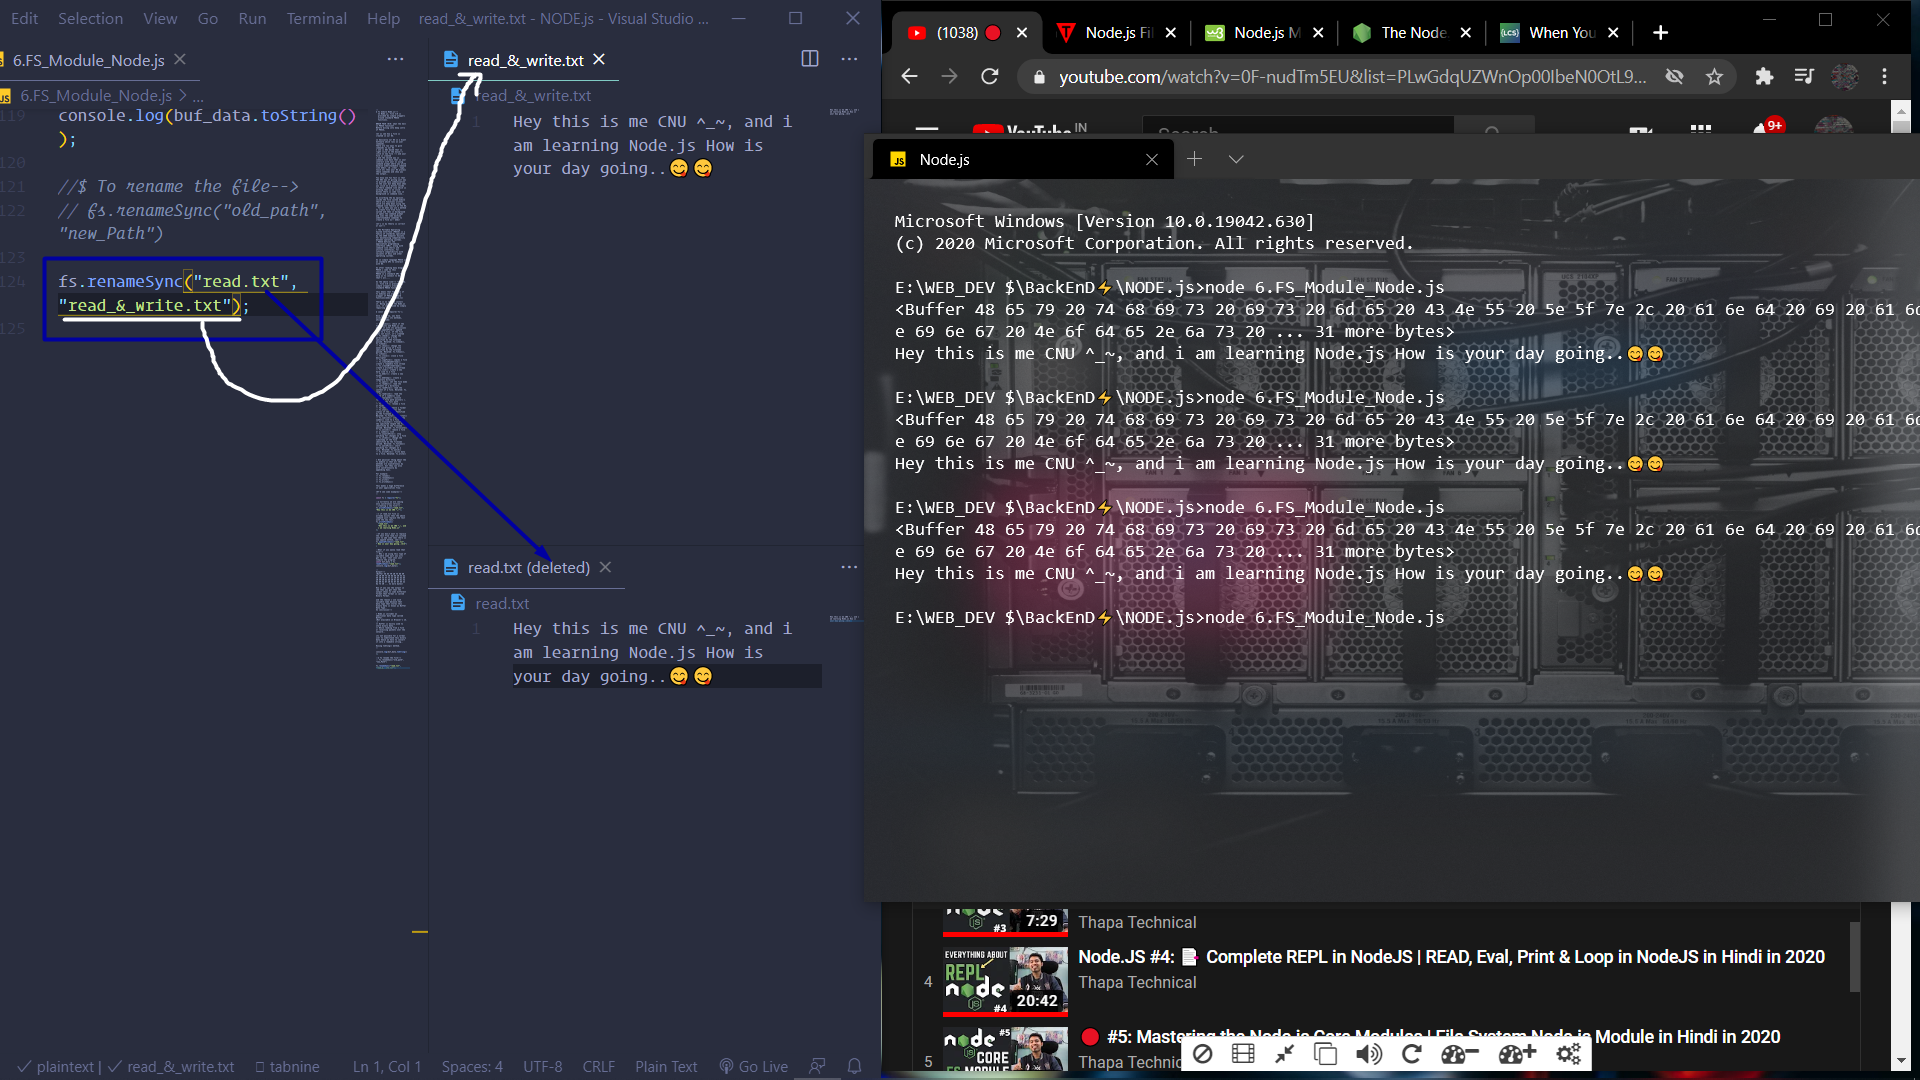 Edit Selection View Go Run Terminal Help read_&_write.txt - NODE.js - Visual Studio ...
6.FS_Module_Node.js
6.FS_Module_Node.js > ...
119 console.log(buf_data.toString()
);
120
121 //$ To rename the file-->
122 // fs.renameSync("old_path",
"new_Path")
123
124 fs.renameSync("read.txt",
"read_&_write.txt");
125
read_&_write.txt
read_&_write.txt
1 Hey this is me CNU ^_~, and i
am learning Node.js How is
your day going..😋😋
read.txt (deleted)
read.txt
1 Hey this is me CNU ^_~, and i
am learning Node.js How is
your day going..😋😋
plaintext | read_&_write.txt tabnine Ln 1, Col 1 Spaces: 4 UTF-8 CRLF Plain Text Go Live
(1038) Node.js Fi Node.js M The Node When You
youtube.com/watch?v=0F-nudTm5EU&list=PLwGdqUZWnOp00IbeN0OtL9...
YouTube IN Search 9+
Node.js
Microsoft Windows [Version 10.0.19042.630]
(c) 2020 Microsoft Corporation. All rights reserved.
E:\WEB_DEV $\BackEnD⚡\NODE.js>node 6.FS_Module_Node.js
<Buffer 48 65 79 20 74 68 69 73 20 69 73 20 6d 65 20 43 4e 55 20 5e 5f 7e 2c 20 61 6e 64 20 69 20 61
e 69 6e 67 20 4e 6f 64 65 2e 6a 73 20 ... 31 more bytes>
Hey this is me CNU ^_~, and i am learning Node.js How is your day going..😋😋
E:\WEB_DEV $\BackEnD⚡\NODE.js>node 6.FS_Module_Node.js
<Buffer 48 65 79 20 74 68 69 73 20 69 73 20 6d 65 20 43 4e 55 20 5e 5f 7e 2c 20 61 6e 64 20 69 20 61
e 69 6e 67 20 4e 6f 64 65 2e 6a 73 20 ... 31 more bytes>
Hey this is me CNU ^_~, and i am learning Node.js How is your day going..😋😋
E:\WEB_DEV $\BackEnD⚡\NODE.js>node 6.FS_Module_Node.js
<Buffer 48 65 79 20 74 68 69 73 20 69 73 20 6d 65 20 43 4e 55 20 5e 5f 7e 2c 20 61 6e 64 20 69 20 61
e 69 6e 67 20 4e 6f 64 65 2e 6a 73 20 ... 31 more bytes>
Hey this is me CNU ^_~, and i am learning Node.js How is your day going..😋😋
E:\WEB_DEV $\BackEnD⚡\NODE.js>node 6.FS_Module_Node.js
#3 7:29 Thapa Technical
4 EVERYTHING ABOUT REPL node JS #4 20:42
Node.JS #4: 📑 Complete REPL in NodeJS | READ, Eval, Print & Loop in NodeJS in Hindi in 2020
Thapa Technical
5 node #5 CORE
🔴 #5: Mastering the Node.js Core Modules | File System Node.js Module in Hindi in 2020
Thapa Technic